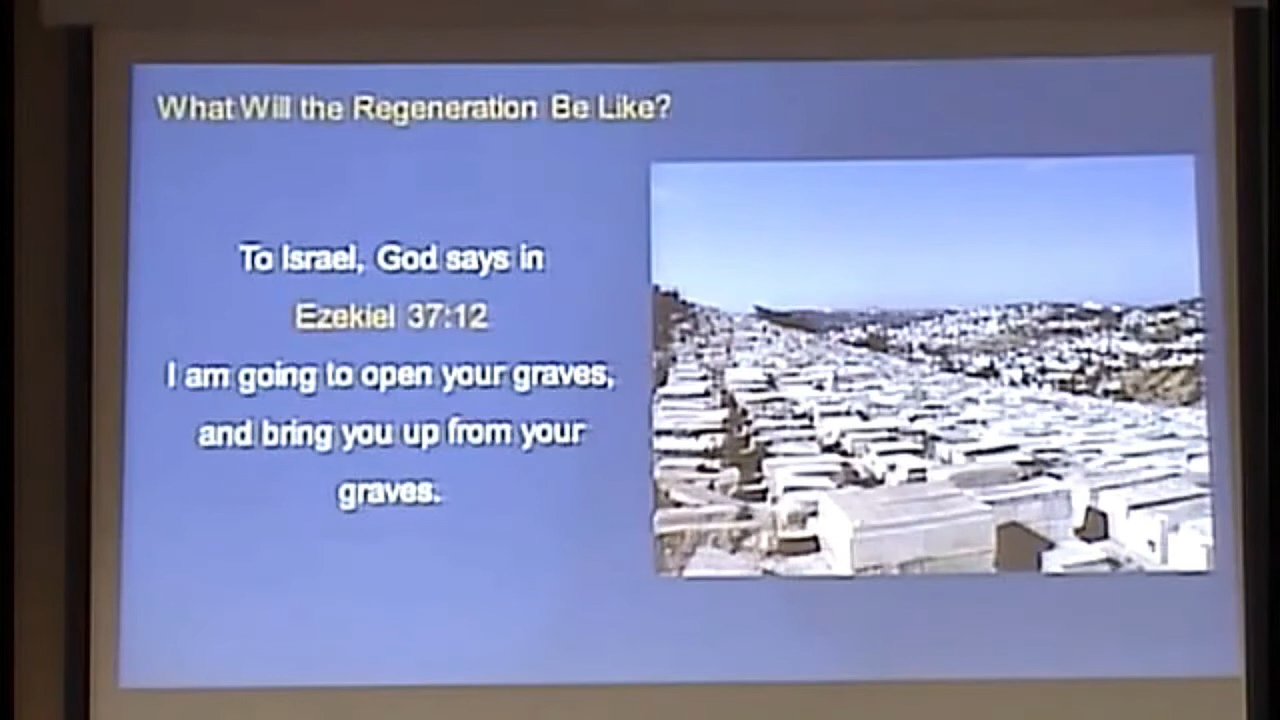 What Will the Regeneration Be Like?
To Israel, God says in
Ezekiel 37:12
I am going to open your graves,
and bring you up from your
graves.